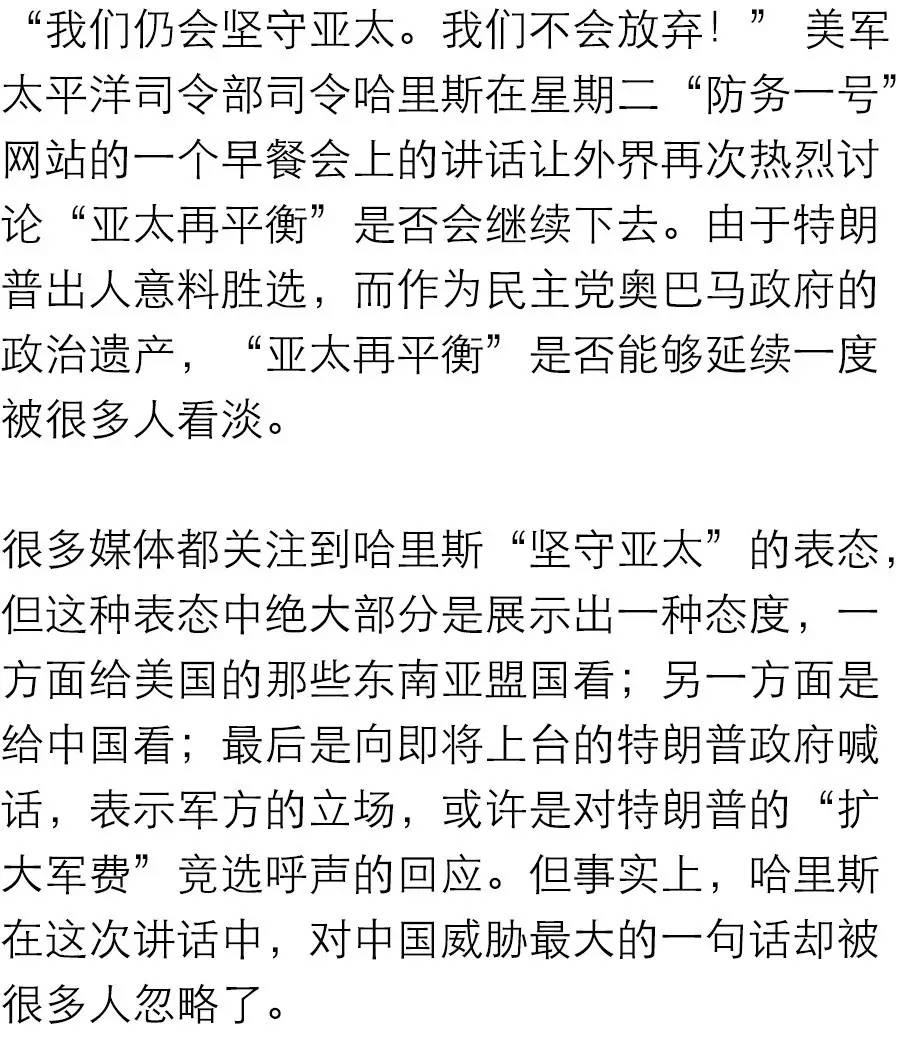 “我们仍会坚守亚太。我们不会放弃！” 美军
太平洋司令部司令哈里斯在星期二“防务一号”
网站的一个早餐会上的讲话让外界再次热烈讨
论“亚太再平衡”是否会继续下去。由于特朗
普出人意料胜选，而作为民主党奥巴马政府的
政治遗产，“亚太再平衡”是否能够延续一度
被很多人看淡。
很多媒体都关注到哈里斯“坚守亚太”的表态，
但这种表态中绝大部分是展示出一种态度，一
方面给美国的那些东南亚盟国看；另一方面是
给中国看；最后是向即将上台的特朗普政府喊
话，表示军方的立场，或许是对特朗普的“扩
大军费”竞选呼声的回应。但事实上，哈里斯
在这次讲话中，对中国威胁最大的一句话却被
很多人忽略了。